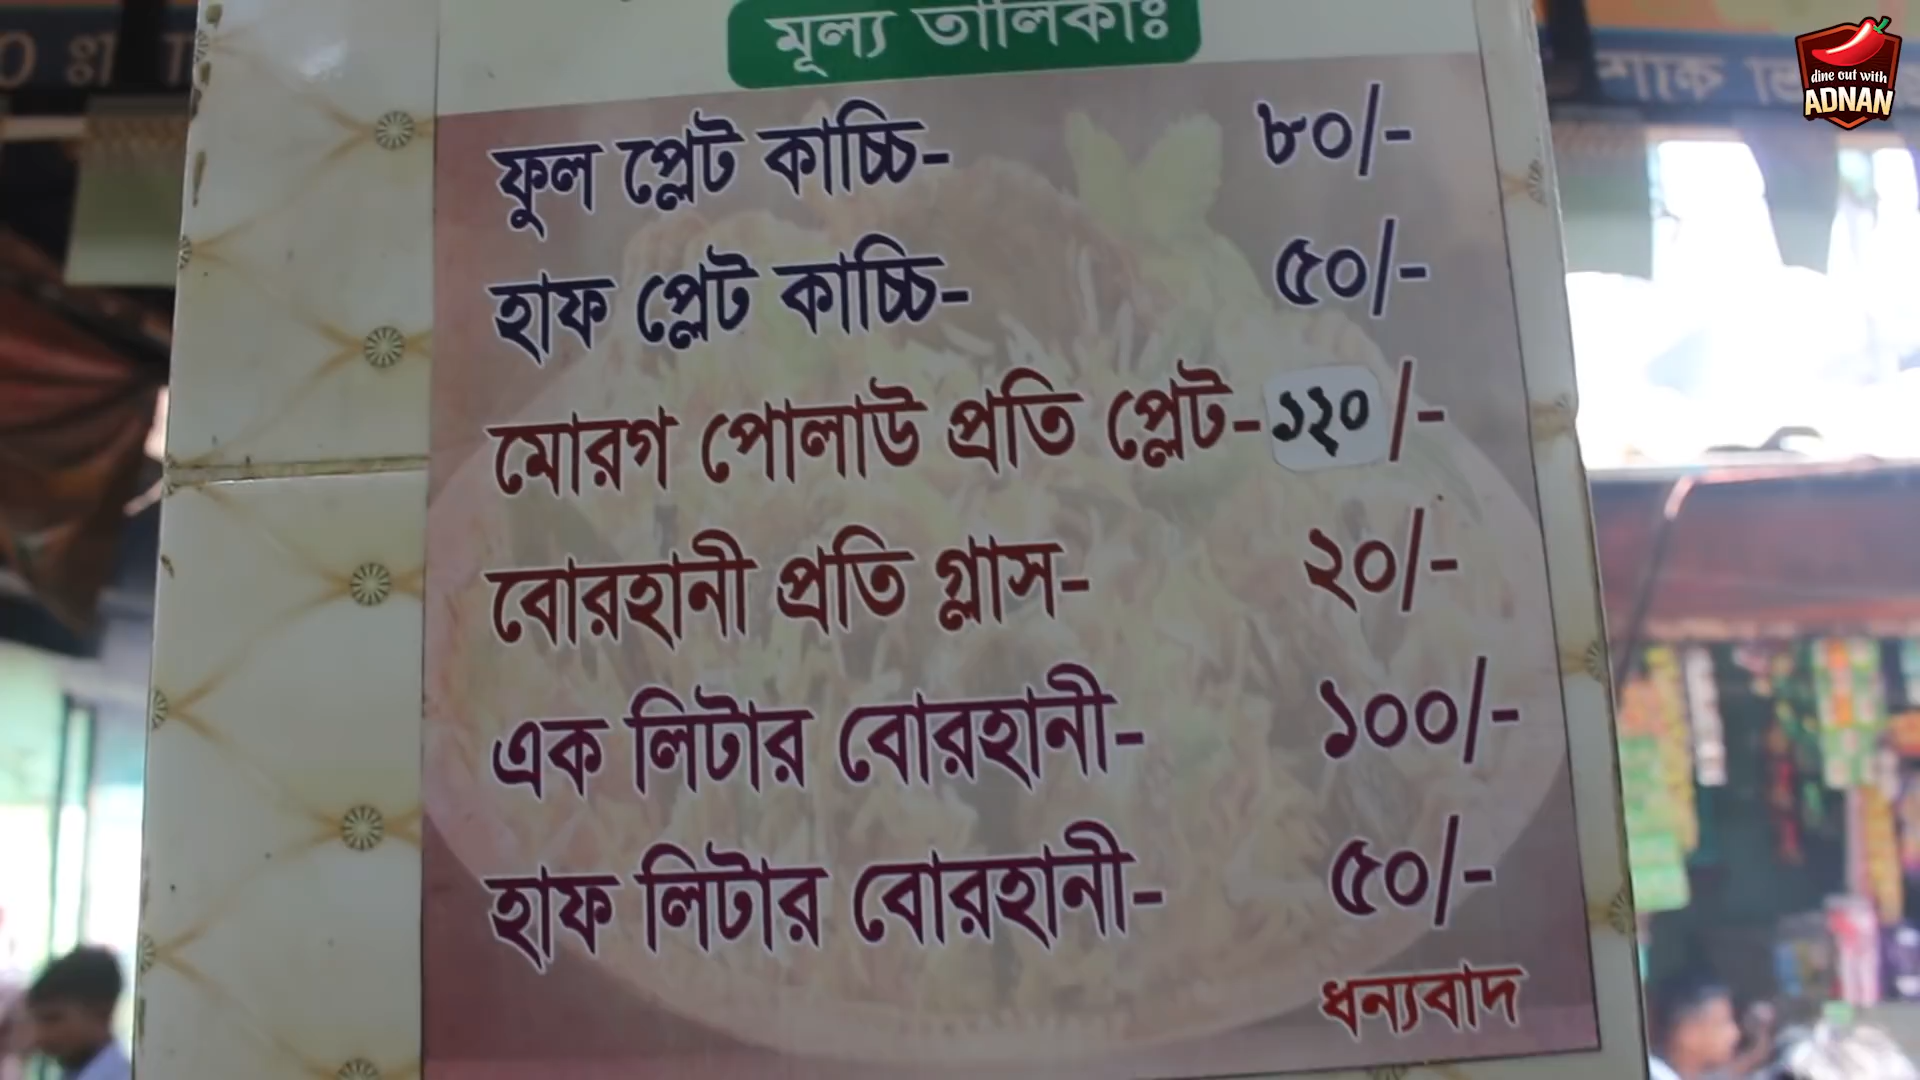 মূল্য তালিকাঃ
ফুল প্লেট কাচ্চি- ৮০/-
হাফ প্লেট কাচ্চি- ৫০/-
মোরগ পোলাউ প্রতি প্লেট- ১২০/-
বোরহানী প্রতি গ্লাস- ২০/-
এক লিটার বোরহানী- ১০০/-
হাফ লিটার বোরহানী- ৫০/-
ধন্যবাদ
dine out with
ADNAN